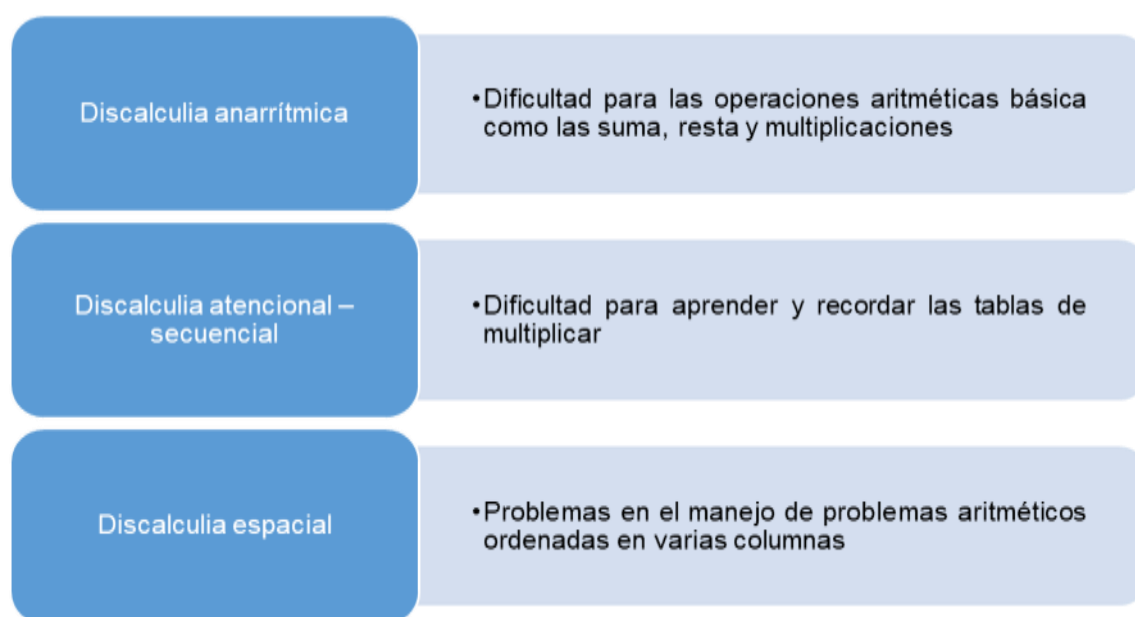 Discalculia anarrítmica
•Dificultad para las operaciones aritméticas básica
como las suma, resta y multiplicaciones
Discalculia atencional –
secuencial
•Dificultad para aprender y recordar las tablas de
multiplicar
Discalculia espacial
•Problemas en el manejo de problemas aritméticos
ordenadas en varias columnas